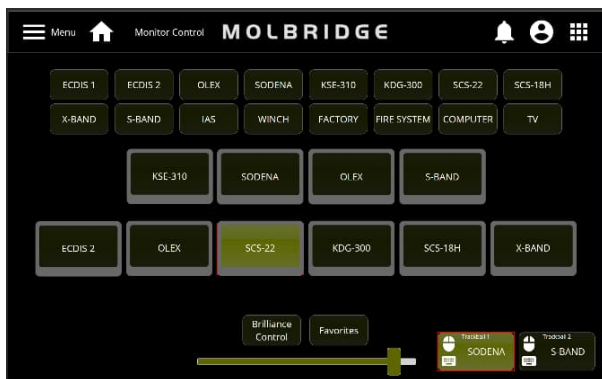 Menu Monitor Control MOLBRIDGE
ECDIS 1 ECDIS 2 OLEX SODENA KSE-310 KDG-300 SCS-22 SCS-18H
X-BAND S-BAND IAS WINCH FACTORY FIRE SYSTEM COMPUTER TV
KSE-310 SODENA OLEX S-BAND
ECDIS 2 OLEX SCS-22 KDG-300 SCS-18H X-BAND
Brilliance
Control
Favorites
Trackball 1
SODENA
Trackball 2
S-BAND